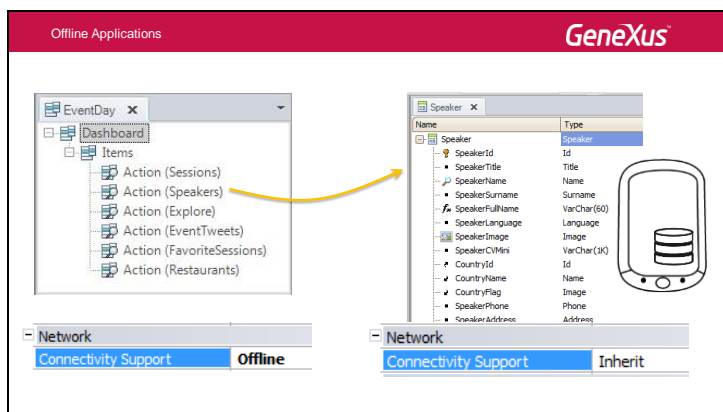 Offline Applications
GeneXus™
EventDay x
Dashboard
Items
Action (Sessions)
Action (Speakers)
Action (Explore)
Action (EventTweets)
Action (FavoriteSessions)
Action (Restaurants)
Network
Connectivity Support Offline
Speaker x
Name Type
Speaker Speaker
SpeakerId Id
SpeakerTitle Title
SpeakerName Name
SpeakerSurname Surname
fx SpeakerFullName VarChar(60)
SpeakerLanguage Language
SpeakerImage Image
SpeakerCVMini VarChar(1K)
CountryId Id
CountryName Name
CountryFlag Image
SpeakerPhone Phone
SpeakerAddress Address
Network
Connectivity Support Inherit